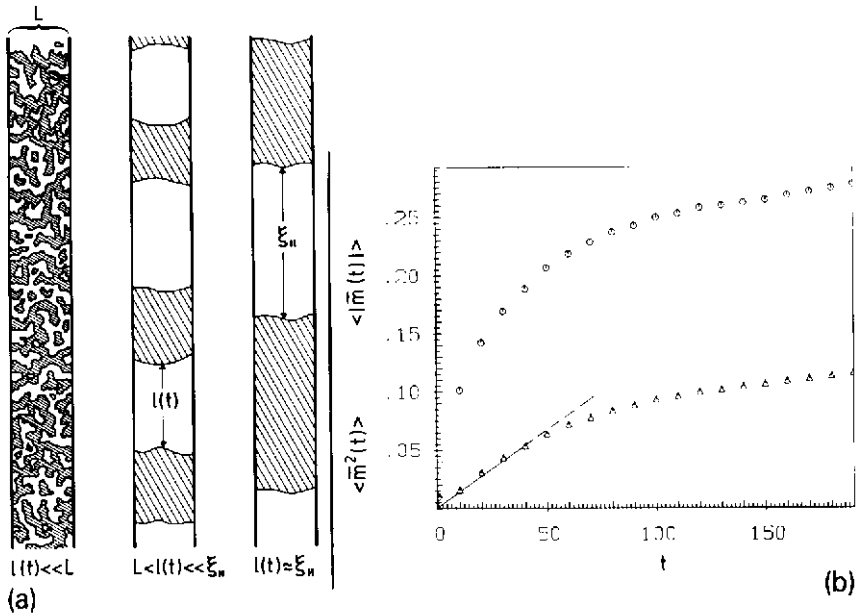 L
ξ_H
l(t)
l(t)<<L
L<l(t)<<ξ_H
l(t)≈ξ_H
(a)
<|m̅(t)|>
<m̅²(t)>
.25
.20
.15
.10
.05
0
50
100
150
t
(b)